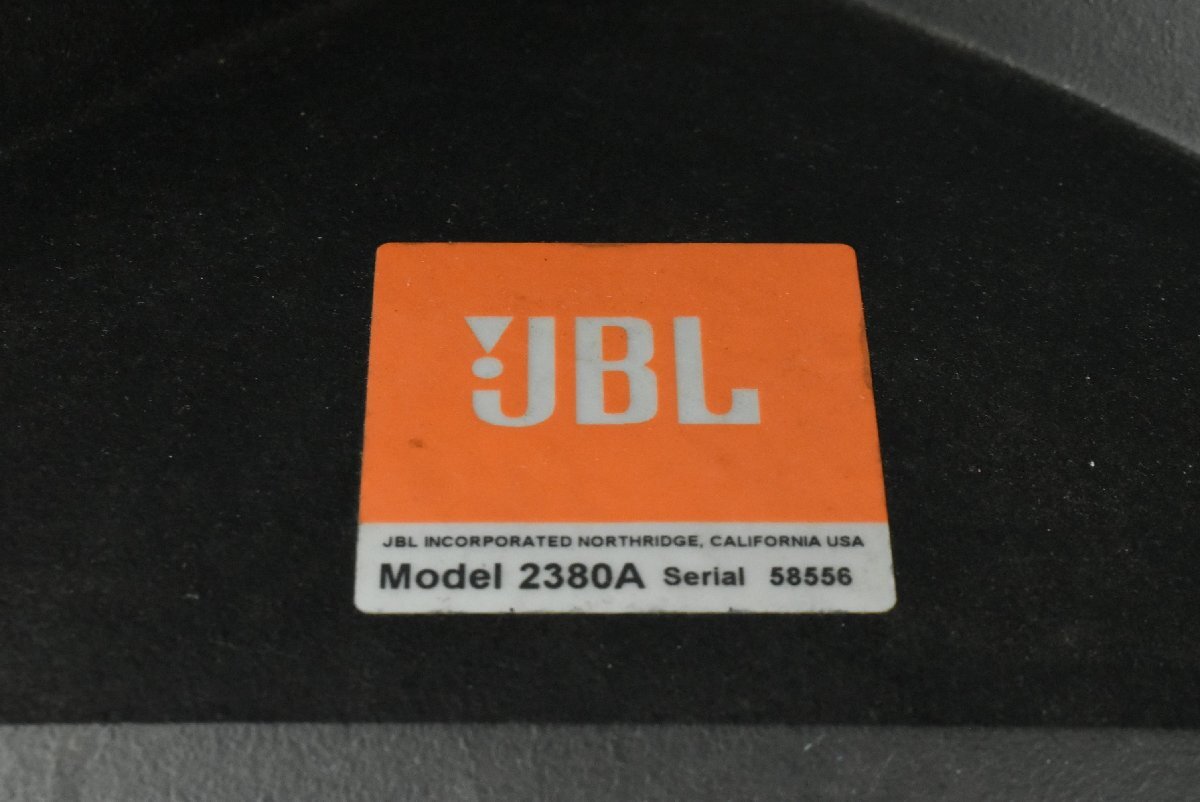 JBL
JBL INCORPORATED NORTHRIDGE, CALIFORNIA USA
Model 2380A Serial 58556